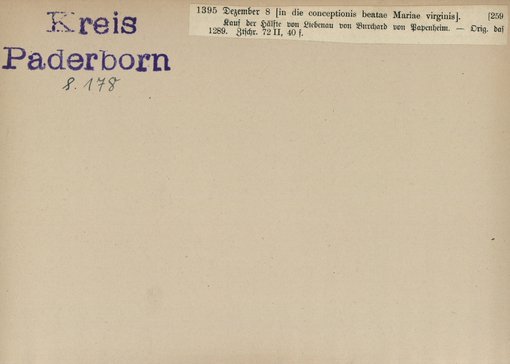 Kreis
Paderborn
S. 178
1395 Dezember 8 [in die conceptionis beatae Mariae virginis]. [259
Kauf der Hälfte von Liebenau von Burchard von Papenheim. — Orig. das
1289. Ztschr. 72 II, 40 f.